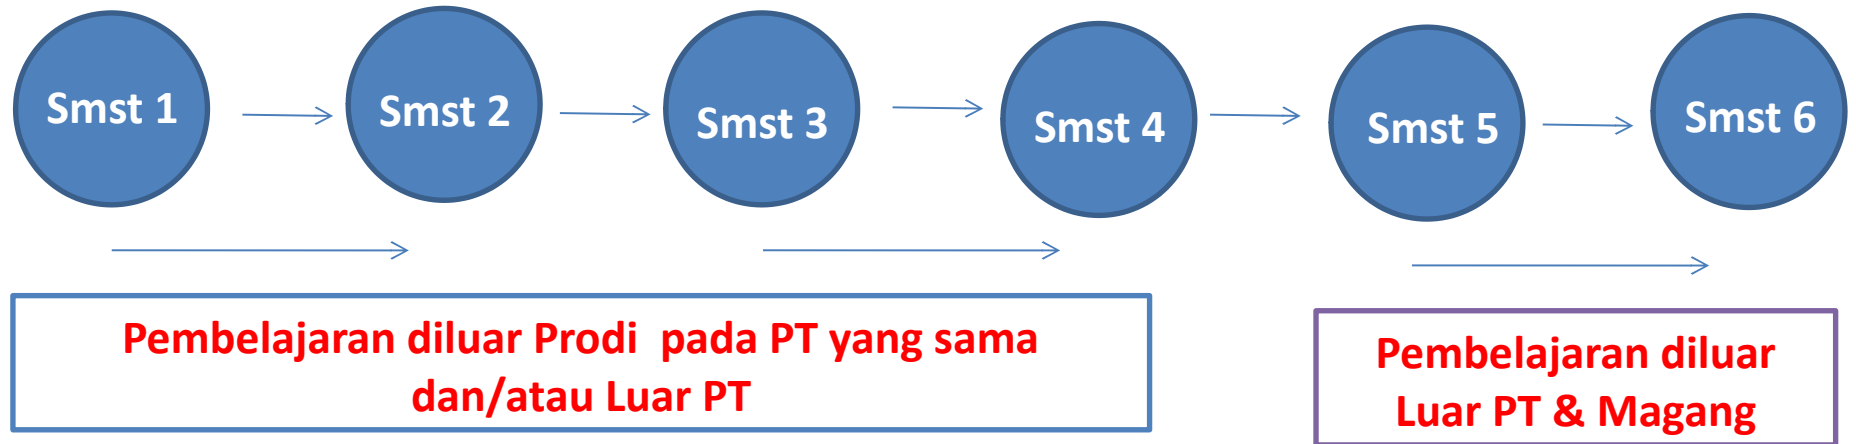 Smst 1
Smst 2
Smst 3
Smst 4
Smst 5
Smst 6
Pembelajaran diluar Prodi pada PT yang sama
dan/atau Luar PT
Pembelajaran diluar
Luar PT & Magang